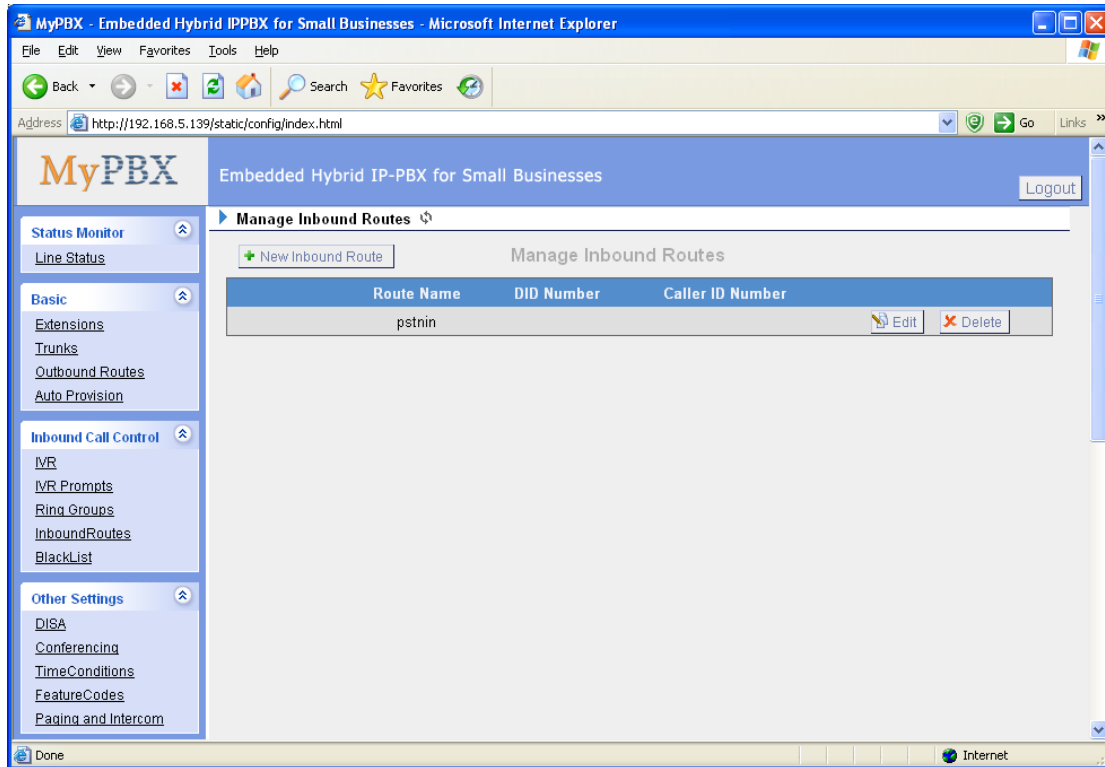 MyPBX - Embedded Hybrid IPPBX for Small Businesses - Microsoft Internet Explorer
File Edit View Favorites Tools Help
Back Search Favorites
Address http://192.168.5.139/static/config/index.html Go Links »
MyPBX Embedded Hybrid IP-PBX for Small Businesses
Logout
Status Monitor
Line Status
Basic
Extensions
Trunks
Outbound Routes
Auto Provision
Inbound Call Control
IVR
IVR Prompts
Ring Groups
InboundRoutes
BlackList
Other Settings
DISA
Conferencing
TimeConditions
FeatureCodes
Paging and Intercom
Manage Inbound Routes
New Inbound Route Manage Inbound Routes
Route Name DID Number Caller ID Number
pstnin Edit Delete
Done Internet